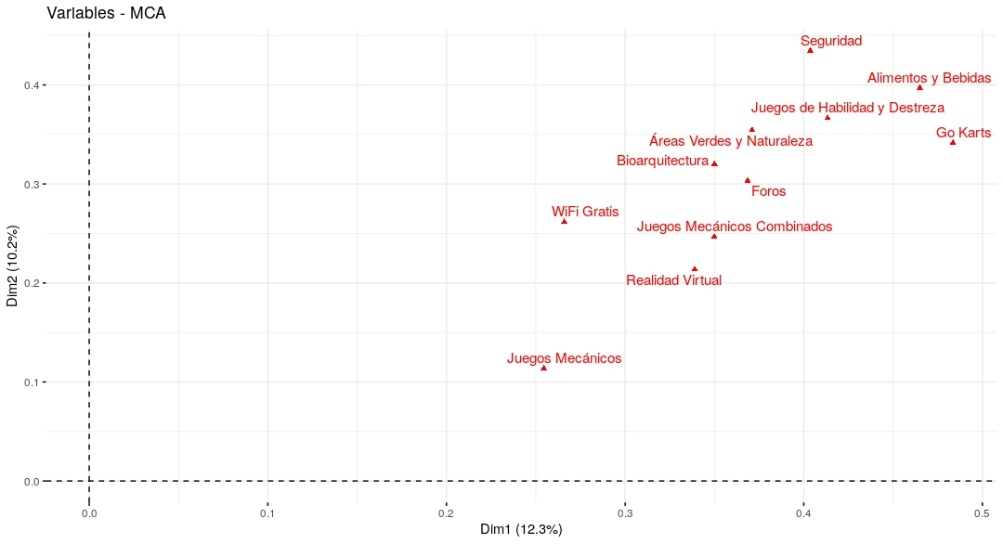 Variables - MCA
Seguridad
Alimentos y Bebidas
Juegos de Habilidad y Destreza
Go Karts
Áreas Verdes y Naturaleza
Bioarquitectura
Foros
WiFi Gratis
Juegos Mecánicos Combinados
Realidad Virtual
Juegos Mecánicos
0.4
0.3
0.2
0.1
0.0
Dim2 (10.2%)
0.0 0.1 0.2 0.3 0.4 0.5
Dim1 (12.3%)